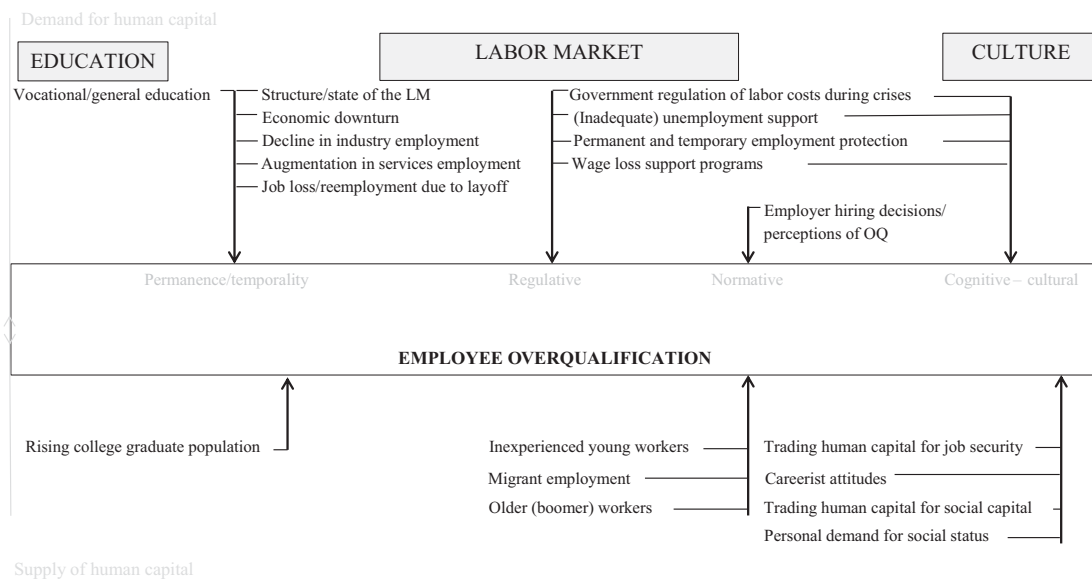 Demand for human capital
EDUCATION
LABOR MARKET
CULTURE
Vocational/general education
Structure/state of the LM
Economic downturn
Decline in industry employment
Augmentation in services employment
Job loss/reemployment due to layoff
Government regulation of labor costs during crises
(Inadequate) unemployment support
Permanent and temporary employment protection
Wage loss support programs
Employer hiring decisions/
perceptions of OQ
Permanence/temporality
Regulative
Normative
Cognitive – cultural
EMPLOYEE OVERQUALIFICATION
Rising college graduate population
Inexperienced young workers
Migrant employment
Older (boomer) workers
Trading human capital for job security
Careerist attitudes
Trading human capital for social capital
Personal demand for social status
Supply of human capital